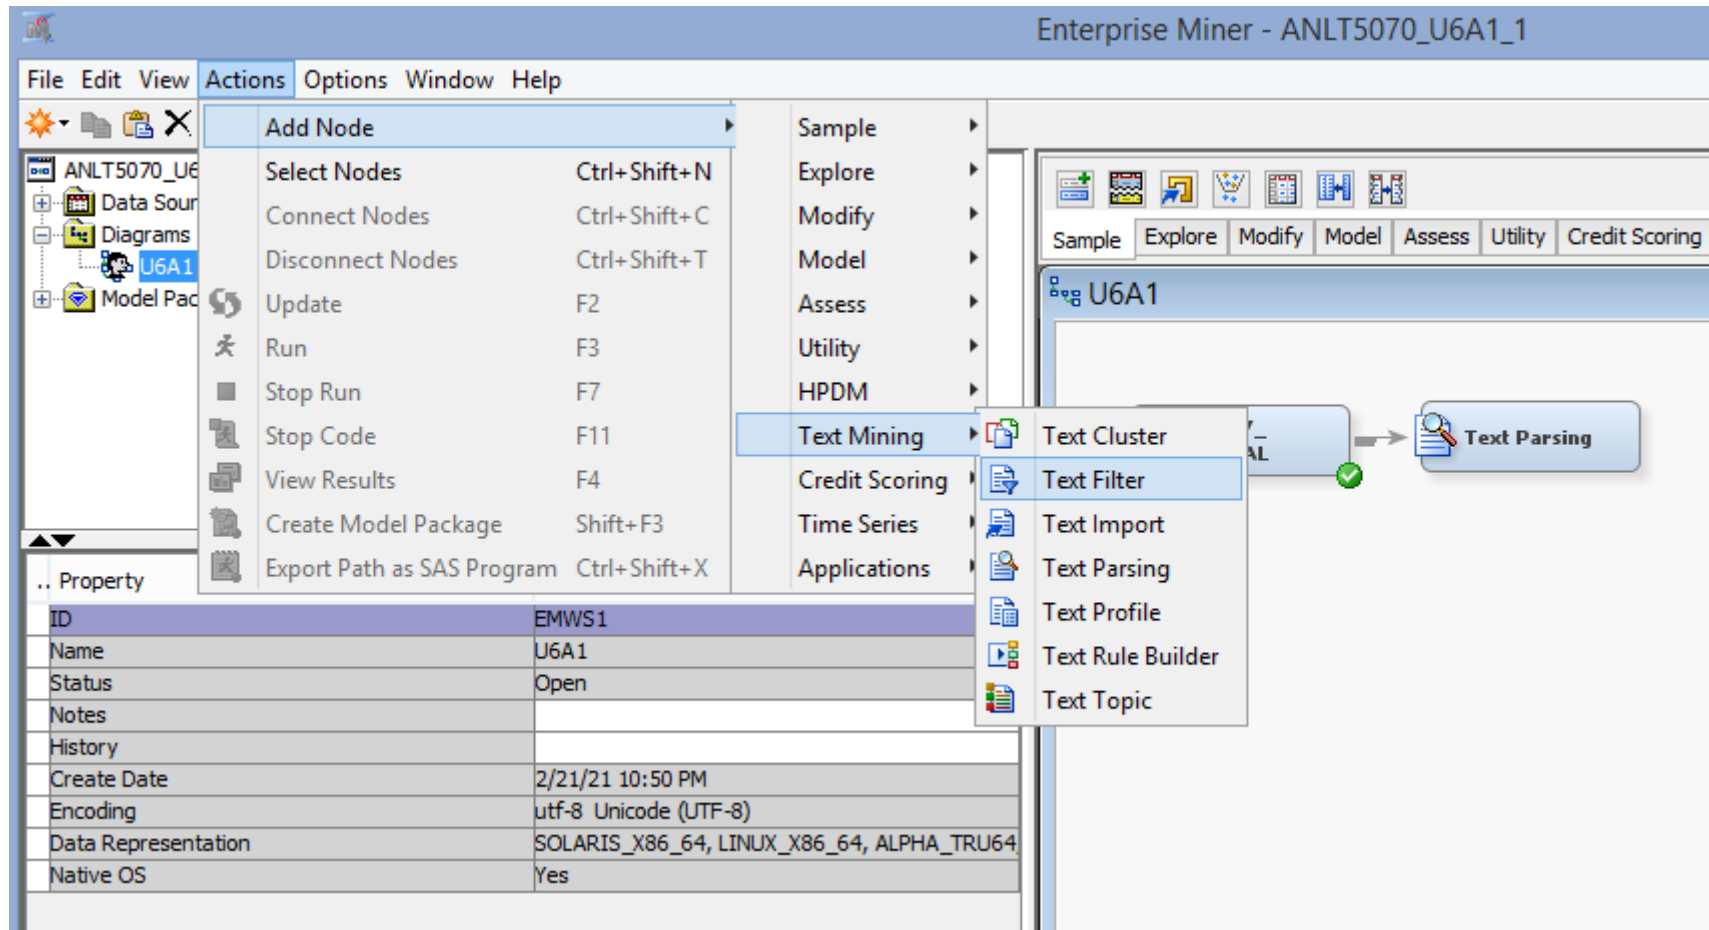 Enterprise Miner - ANLT5070_U6A1_1
File Edit View Actions Options Window Help
Add Node
Select Nodes Ctrl+Shift+N
Connect Nodes Ctrl+Shift+C
Disconnect Nodes Ctrl+Shift+T
Update F2
Run F3
Stop Run F7
Stop Code F11
View Results F4
Create Model Package Shift+F3
Export Path as SAS Program Ctrl+Shift+X
Sample
Explore
Modify
Model
Assess
Utility
HPDM
Text Mining
Credit Scoring
Time Series
Applications
Text Cluster
Text Filter
Text Import
Text Parsing
Text Profile
Text Rule Builder
Text Topic
ANLT5070_U6
Data Sour
Diagrams
U6A1
Model Pac
.. Property
ID EMWS1
Name U6A1
Status Open
Notes
History
Create Date 2/21/21 10:50 PM
Encoding utf-8 Unicode (UTF-8)
Data Representation SOLARIS_X86_64, LINUX_X86_64, ALPHA_TRU64,
Native OS Yes
Sample Explore Modify Model Assess Utility Credit Scoring
U6A1
AL
Text Parsing